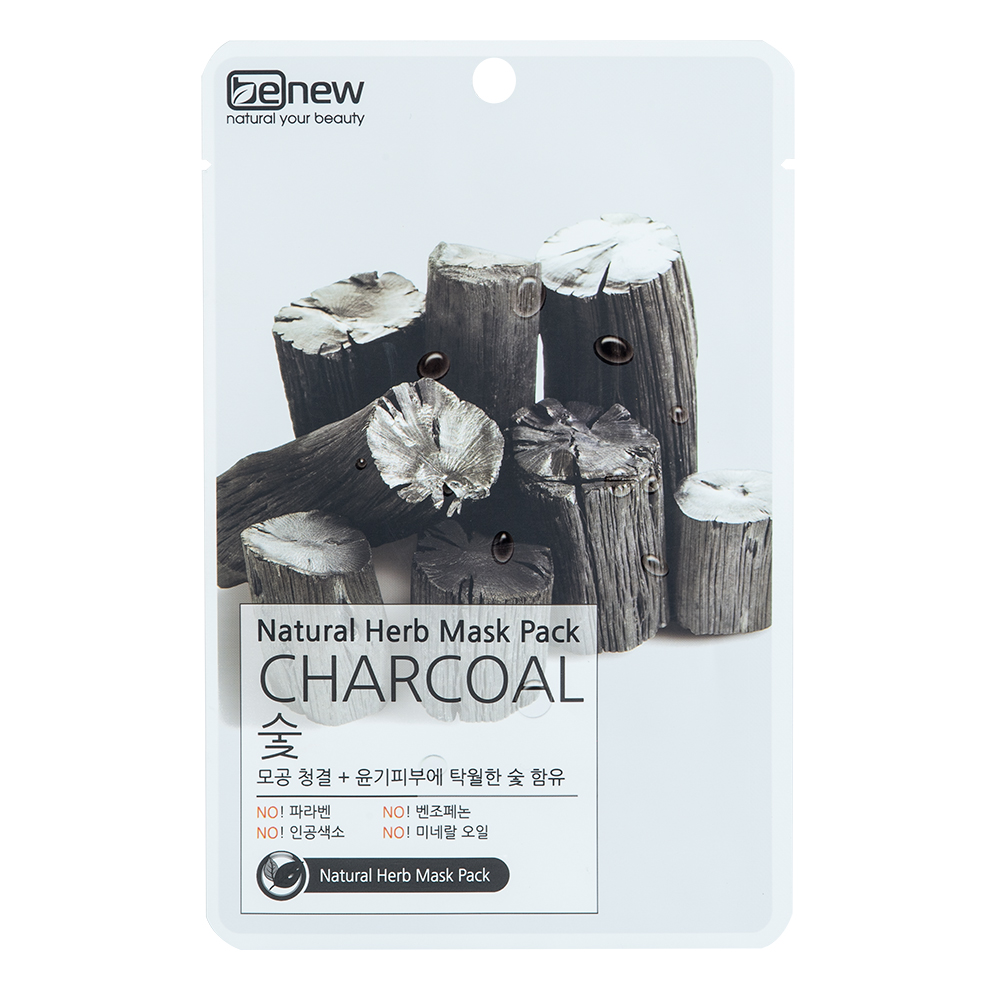 benew
natural your beauty
Natural Herb Mask Pack
CHARCOAL
숯
모공 청결 + 윤기피부에 탁월한 숯 함유
NO! 파라벤 NO! 벤조페논
NO! 인공색소 NO! 미네랄 오일
Natural Herb Mask Pack